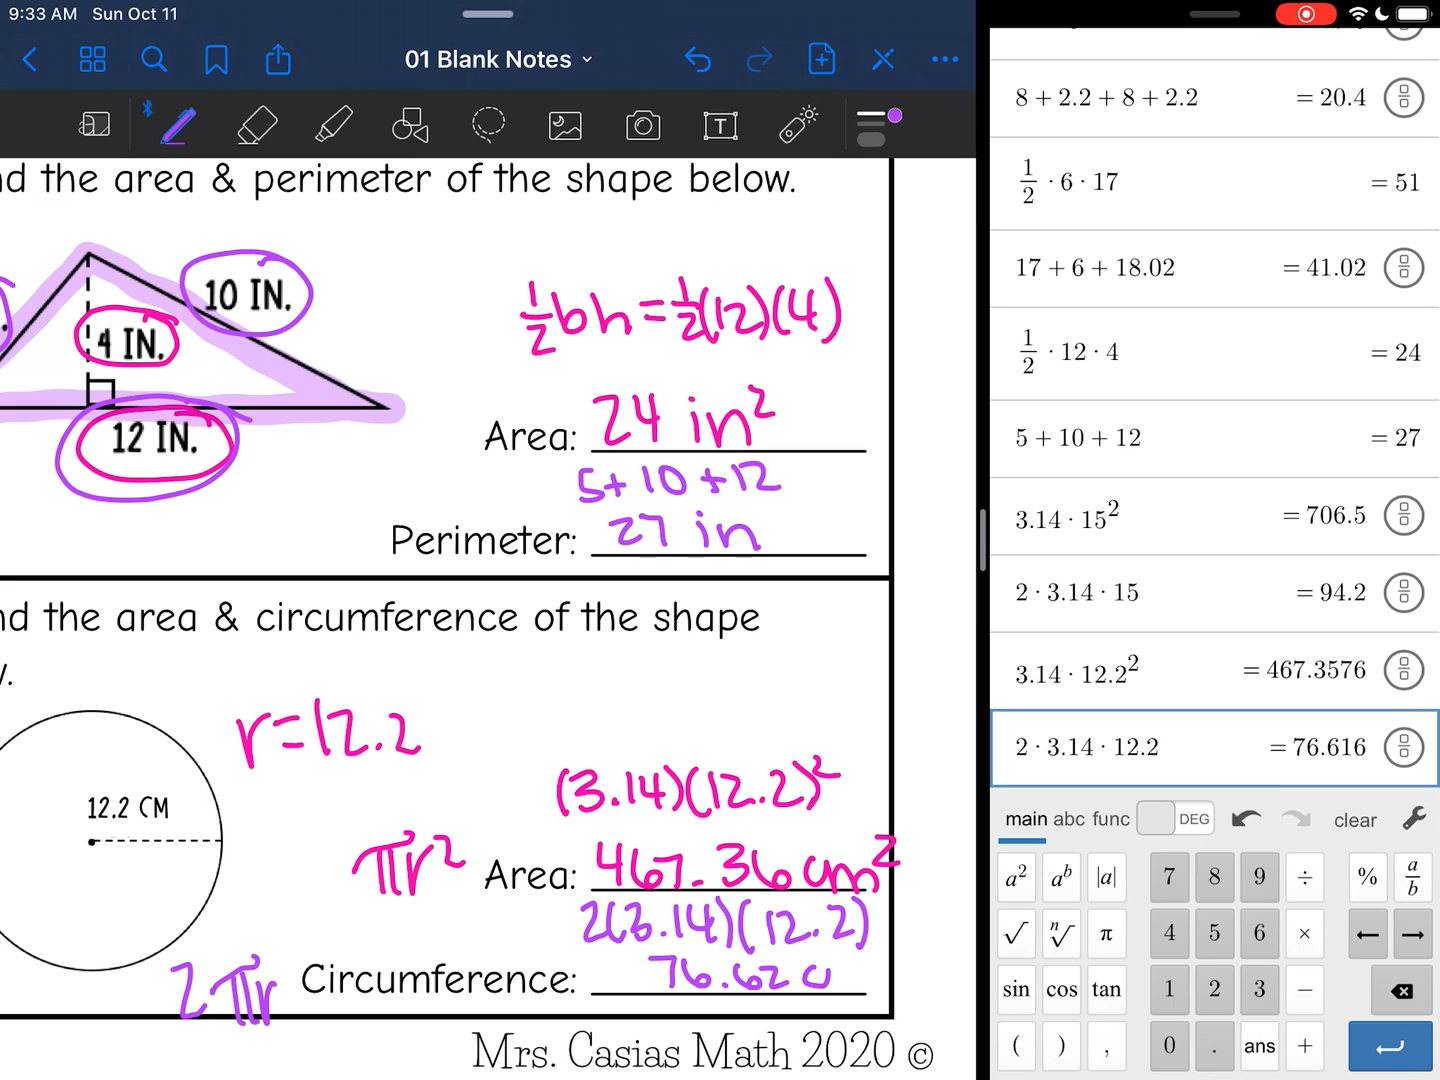 9:33 AM Sun Oct 11
01 Blank Notes
nd the area & perimeter of the shape below.
10 IN.
4 IN.
12 IN.
½bh=½(12)(4)
Area: 24 in²
5+10+12
Perimeter: 27 in
nd the area & circumference of the shape
w.
r=12.2
12.2 CM
(3.14)(12.2)²
πr² Area: 467.36 cm²
2(3.14)(12.2)
2πr Circumference: 76.62 c
Mrs. Casias Math 2020 ©
8 + 2.2 + 8 + 2.2 = 20.4
1/2 · 6 · 17 = 51
17 + 6 + 18.02 = 41.02
1/2 · 12 · 4 = 24
5 + 10 + 12 = 27
3.14 · 15² = 706.5
2 · 3.14 · 15 = 94.2
3.14 · 12.2² = 467.3576
2 · 3.14 · 12.2 = 76.616
main abc func DEG clear
a² aᵇ |a| 7 8 9 ÷ % a/b
√ ⁿ√ π 4 5 6 × ← →
sin cos tan 1 2 3 −
( ) , 0 . ans +